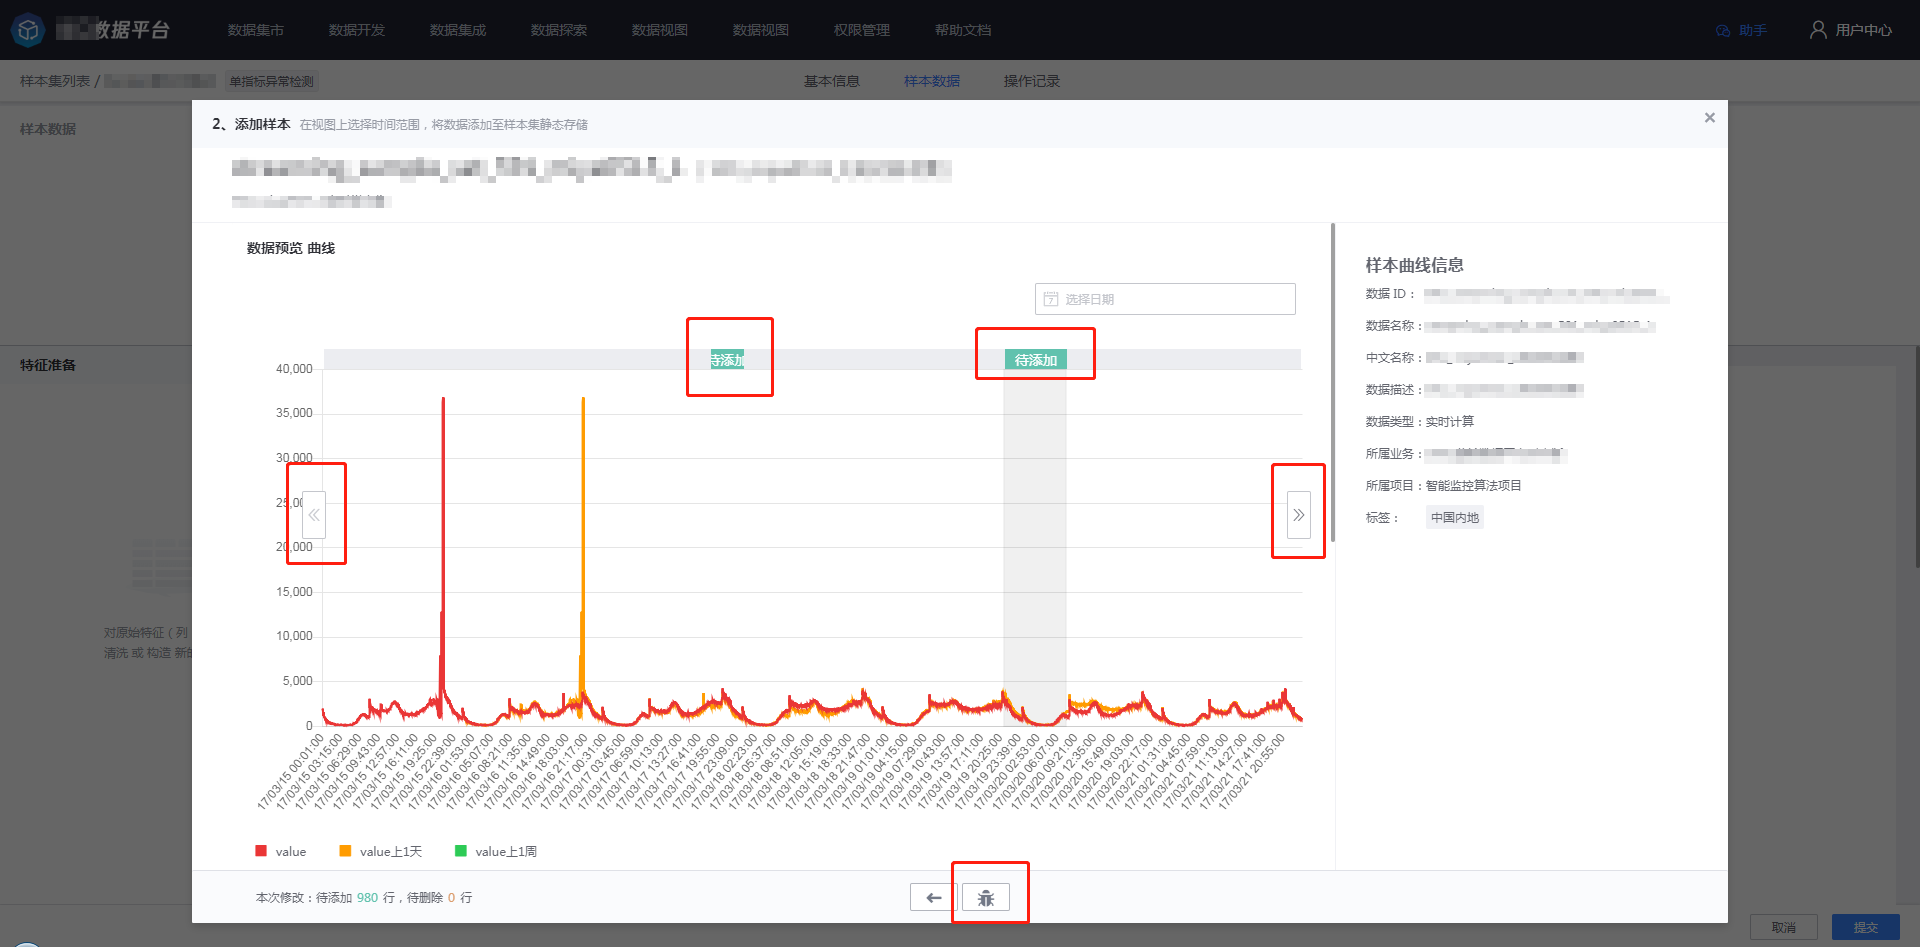 数据平台 数据集市 数据开发 数据集成 数据探索 数据视图 数据视图 权限管理 帮助文档 助手 用户中心
样本集列表 / 单指标异常检测 基本信息 样本数据 操作记录
样本数据
2、添加样本 在视图上选择时间范围，将数据添加至样本集静态存储
数据预览 曲线
选择日期
待添加 待添加
40,000
35,000
30,000
25,000
20,000
15,000
10,000
5,000
0
17/03/15 00:01:00
17/03/15 03:15:00
17/03/15 06:29:00
17/03/15 09:43:00
17/03/15 12:57:00
17/03/15 16:11:00
17/03/15 19:25:00
17/03/15 22:39:00
17/03/16 01:53:00
17/03/16 05:07:00
17/03/16 08:21:00
17/03/16 11:35:00
17/03/16 14:49:00
17/03/16 18:03:00
17/03/16 21:17:00
17/03/17 00:31:00
17/03/17 03:45:00
17/03/17 06:59:00
17/03/17 10:13:00
17/03/17 13:27:00
17/03/17 16:41:00
17/03/17 19:55:00
17/03/17 23:09:00
17/03/18 02:23:00
17/03/18 05:37:00
17/03/18 08:51:00
17/03/18 12:05:00
17/03/18 15:19:00
17/03/18 18:33:00
17/03/18 21:47:00
17/03/19 01:01:00
17/03/19 04:15:00
17/03/19 07:29:00
17/03/19 10:43:00
17/03/19 13:57:00
17/03/19 17:11:00
17/03/19 20:25:00
17/03/19 23:39:00
17/03/20 02:53:00
17/03/20 06:07:00
17/03/20 09:21:00
17/03/20 12:35:00
17/03/20 15:49:00
17/03/20 19:03:00
17/03/20 22:17:00
17/03/21 01:31:00
17/03/21 04:45:00
17/03/21 07:59:00
17/03/21 11:13:00
17/03/21 14:27:00
17/03/21 17:41:00
17/03/21 20:55:00
value value上1天 value上1周
样本曲线信息
数据 ID：
数据名称：
中文名称：
数据描述：
数据类型：实时计算
所属业务：
所属项目：智能监控算法项目
标签： 中国内地
特征准备
对原始特征（列
清洗 或 构造 新的
本次修改：待添加 980 行，待删除 0 行
取消 提交